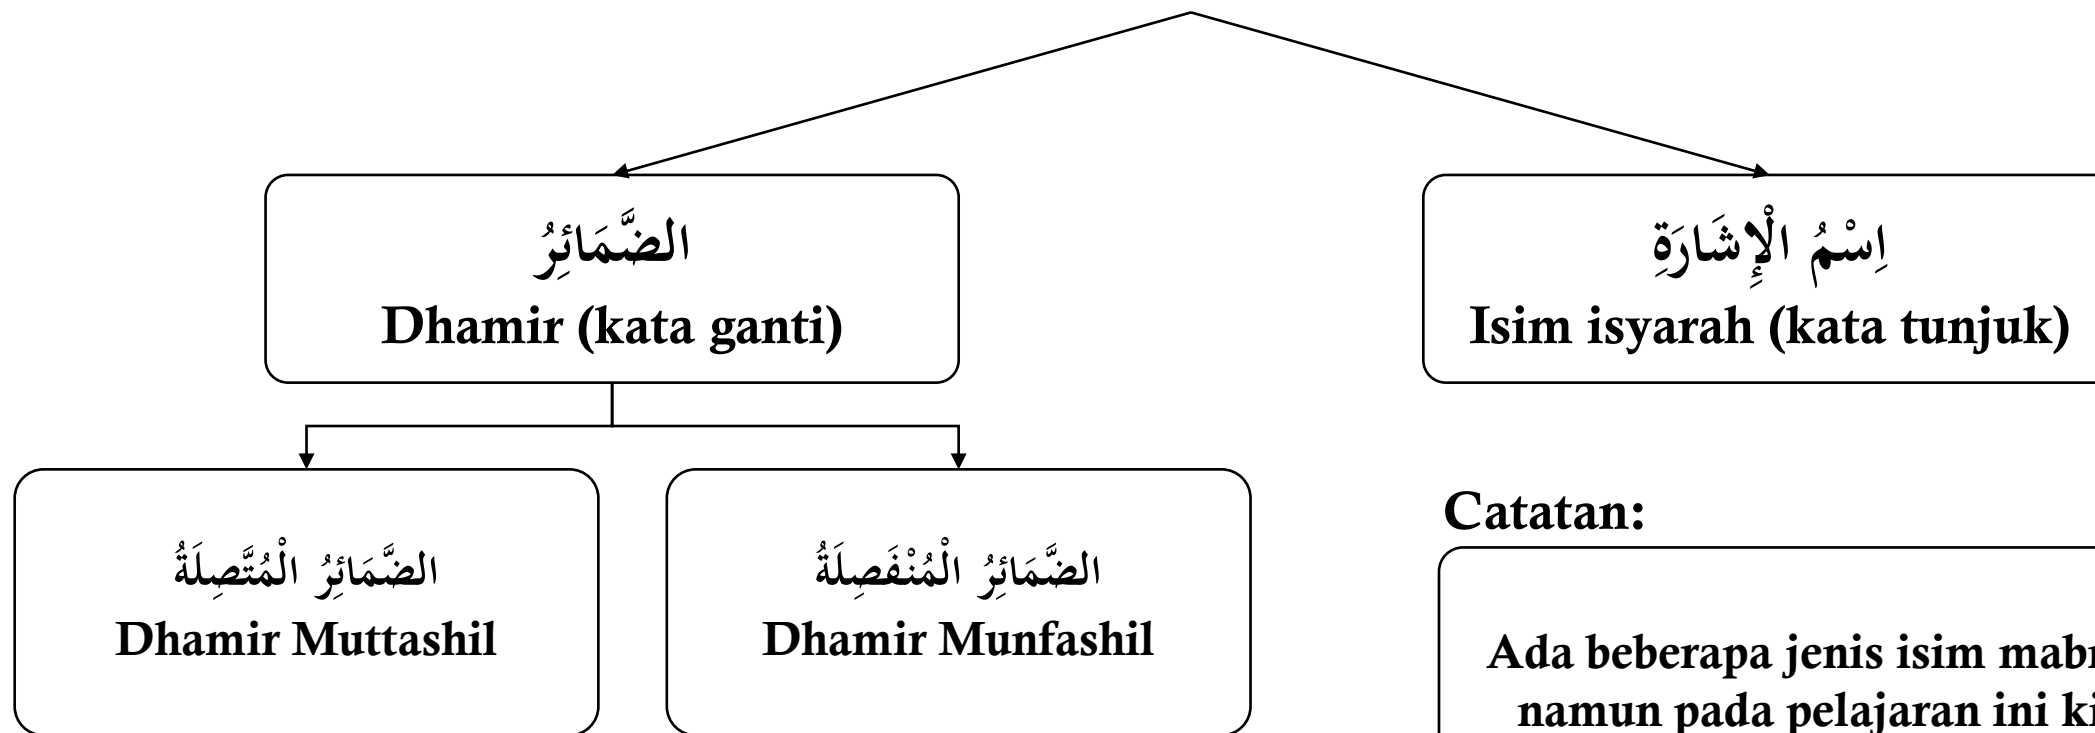 الضَّمَائِرُ
Dhamir (kata ganti)
اِسْمُ الْإِشَارَةِ
Isim isyarah (kata tunjuk)
الضَّمَائِرُ الْمُتَّصِلَةُ
Dhamir Muttashil
الضَّمَائِرُ الْمُنْفَصِلَةُ
Dhamir Munfashil
Catatan:
Ada beberapa jenis isim
namun pada pelajaran ini